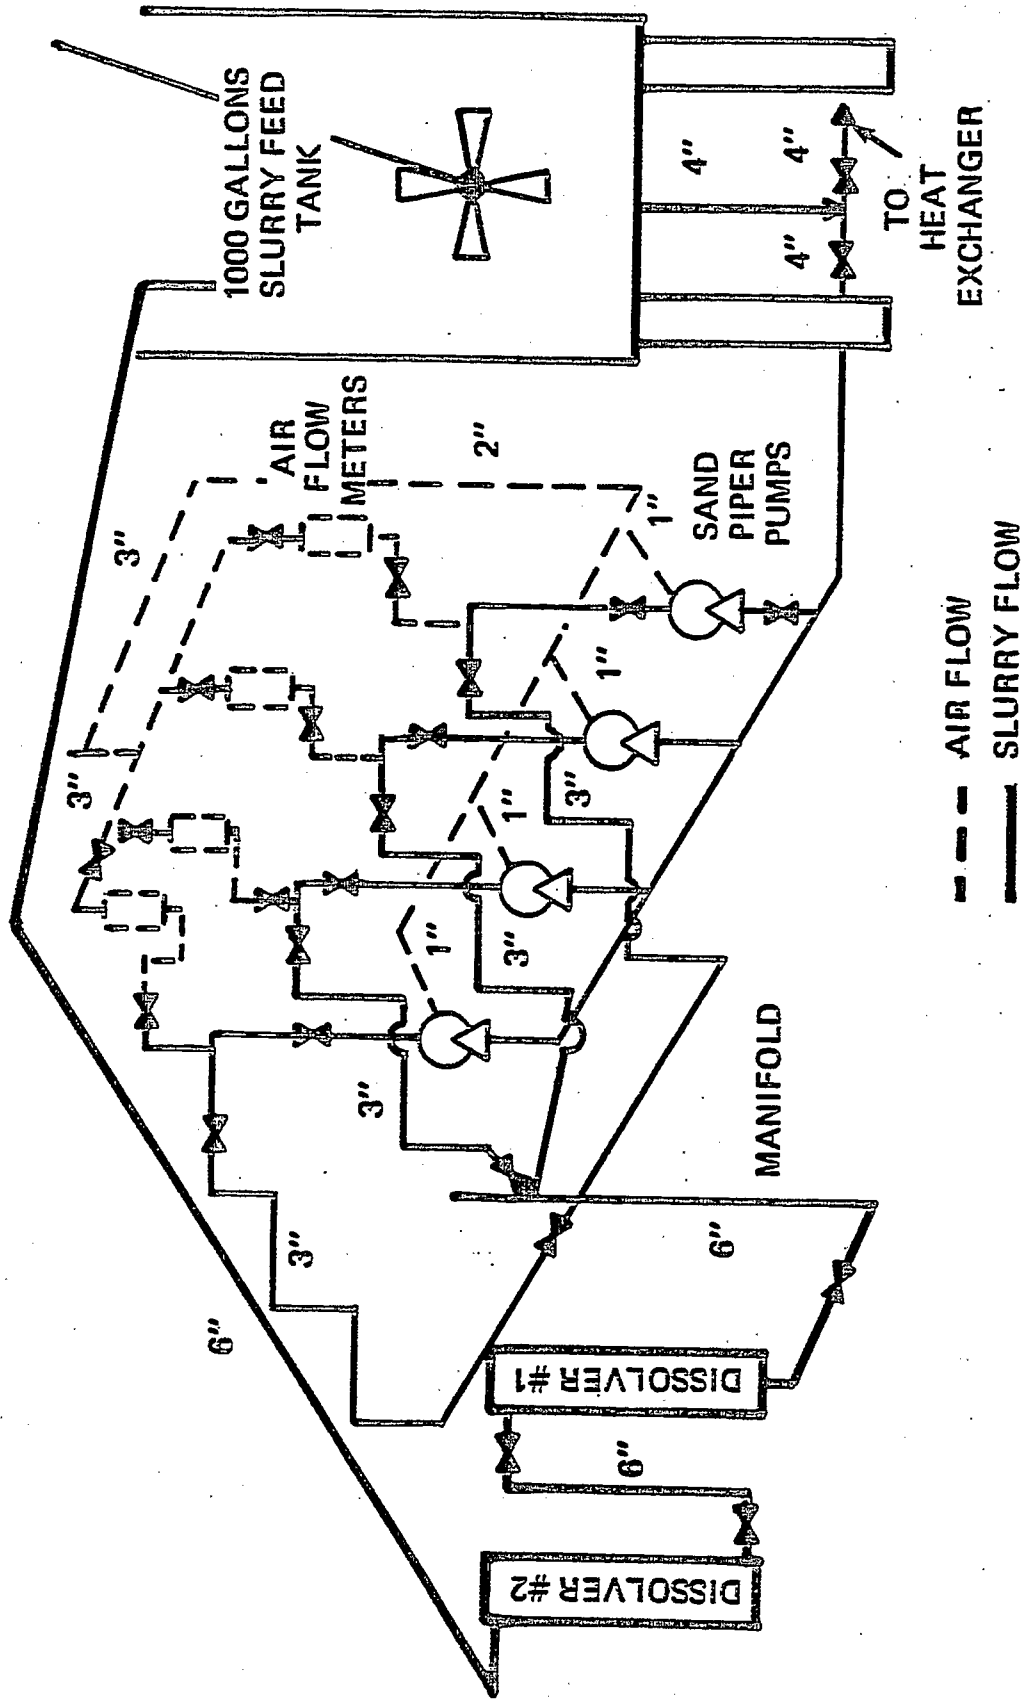 1000 GALLONS
SLURRY FEED
TANK
AIR
FLOW
METERS
2"
3"
3"
1"
1"
1"
1"
3"
3"
3"
3"
6"
SAND
PIPER
PUMPS
4"
4"
4"
TO
HEAT
EXCHANGER
MANIFOLD
6"
6"
DISSOLVER #1
DISSOLVER #2
AIR FLOW
SLURRY FLOW